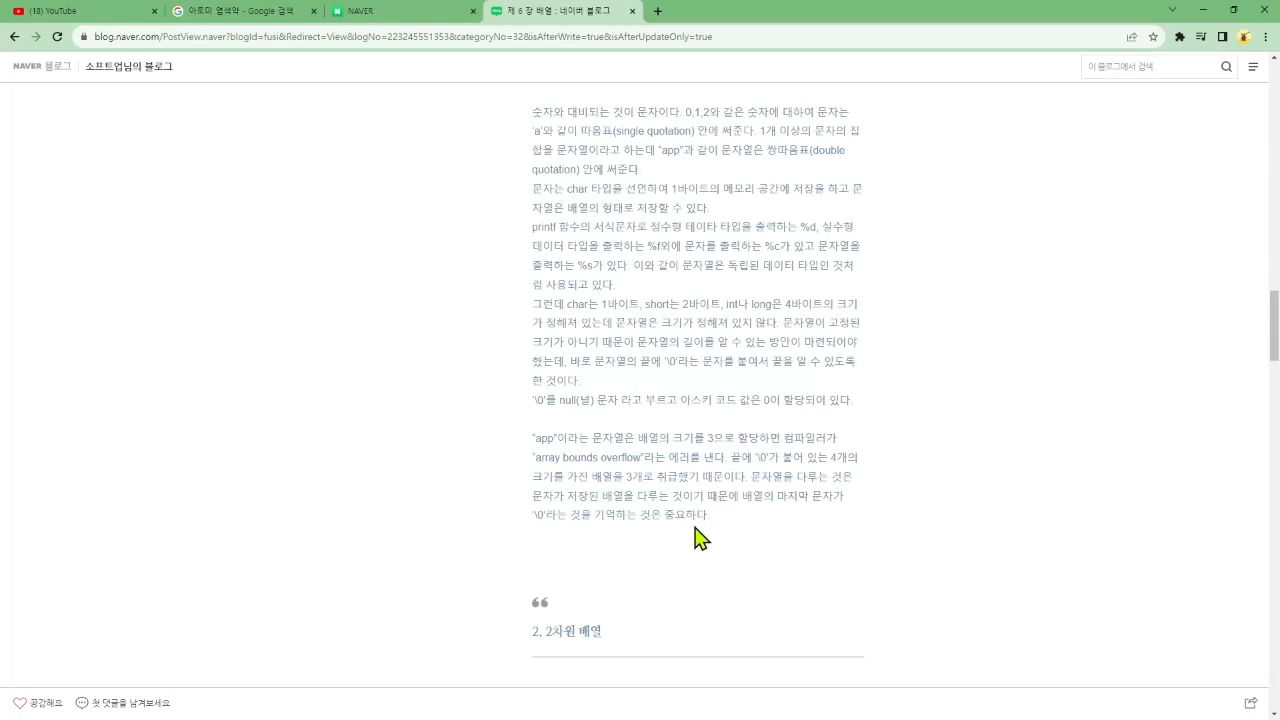 (18) YouTube
아토미 염색약 - Google 검색
NAVER
제 6 장 배열 : 네이버 블로그
blog.naver.com/PostView.naver?blogId=fusi&Redirect=View&logNo=223245551353&categoryNo=32&isAfterWrite=true&isAfterUpdateOnly=true
NAVER 블로그
소프트업님의 블로그
이 블로그에서 검색
숫자와 대비되는 것이 문자이다. 0,1,2와 같은 숫자에 대하여 문자는
'a'와 같이 따옴표(single quotation) 안에 써준다. 1개 이상의 문자의 집
합을 문자열이라고 하는데 "app"과 같이 문자열은 쌍따옴표(double
quotation) 안에 써준다.
문자는 char 타입을 선언하여 1바이트의 메모리 공간에 저장을 하고 문
자열은 배열의 형태로 저장할 수 있다.
printf 함수의 서식문자로 정수형 데이타 타입을 출력하는 %d, 실수형
데이터 타입을 출력하는 %f외에 문자를 출력하는 %c가 있고 문자열을
출력하는 %s가 있다 이와 같이 문자열은 독립된 데이터 타입인 것처
럼 사용되고 있다.
그런데 char는 1바이트, short는 2바이트, int나 long은 4바이트의 크기
가 정해져 있는데 문자열은 크기가 정해져 있지 않다. 문자열이 고정된
크기가 아니기 때문이 문자열의 길이를 알 수 있는 방안이 마련되어야
했는데, 바로 문자열의 끝에 '\0'라는 문자를 붙여서 끝을 알 수 있도록
한 것이다.
'\0'를 null(널) 문자 라고 부르고 아스키 코드 값은 0이 할당되어 있다.
"app"이라는 문자열은 배열의 크기를 3으로 할당하면 컴파일러가
"array bounds overflow"라는 에러를 낸다. 끝에 '\0'가 붙어 있는 4개의
크기를 가진 배열을 3개로 취급했기 때문이다. 문자열을 다루는 것은
문자가 저장된 배열을 다루는 것이기 때문에 배열의 마지막 문자가
'\0'라는 것을 기억하는 것은 중요하다.
2, 2차원 배열
공감해요
첫 댓글을 남겨보세요